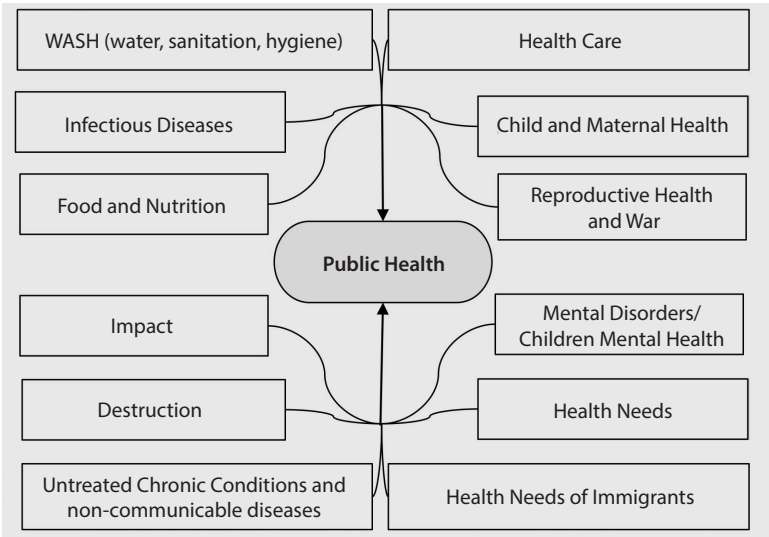 WASH (water, sanitation, hygiene)
Health Care
Infectious Diseases
Child and Maternal Health
Food and Nutrition
Reproductive Health
and War
Public Health
Impact
Mental Disorders/
Children Mental Health
Destruction
Health Needs
Untreated Chronic Conditions and
non-communicable diseases
Health Needs of Immigrants